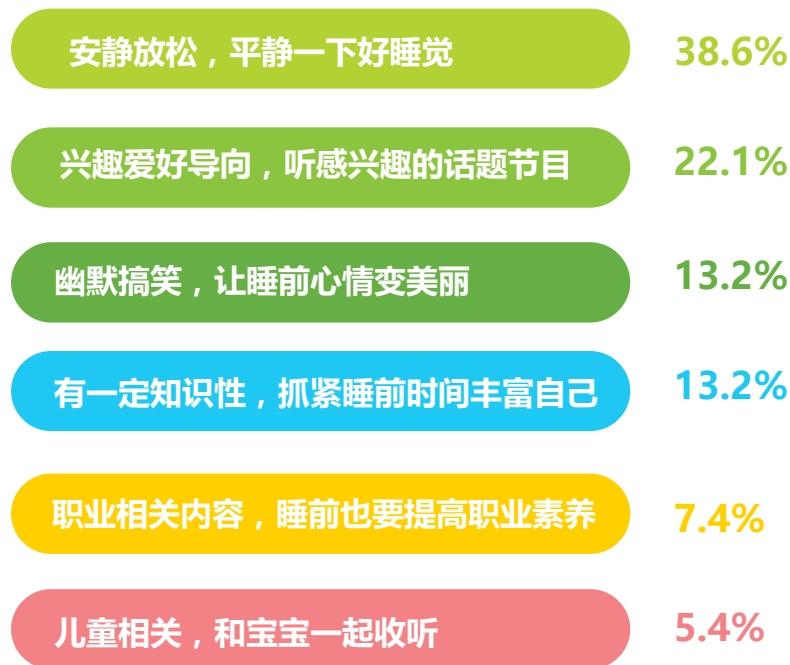 安静放松，平静一下好睡觉 38.6%
兴趣爱好导向，听感兴趣的话题节目 22.1%
幽默搞笑，让睡前心情变美丽 13.2%
有一定知识性，抓紧睡前时间丰富自己 13.2%
职业相关内容，睡前也要提高职业素养 7.4%
儿童相关，和宝宝一起收听 5.4%